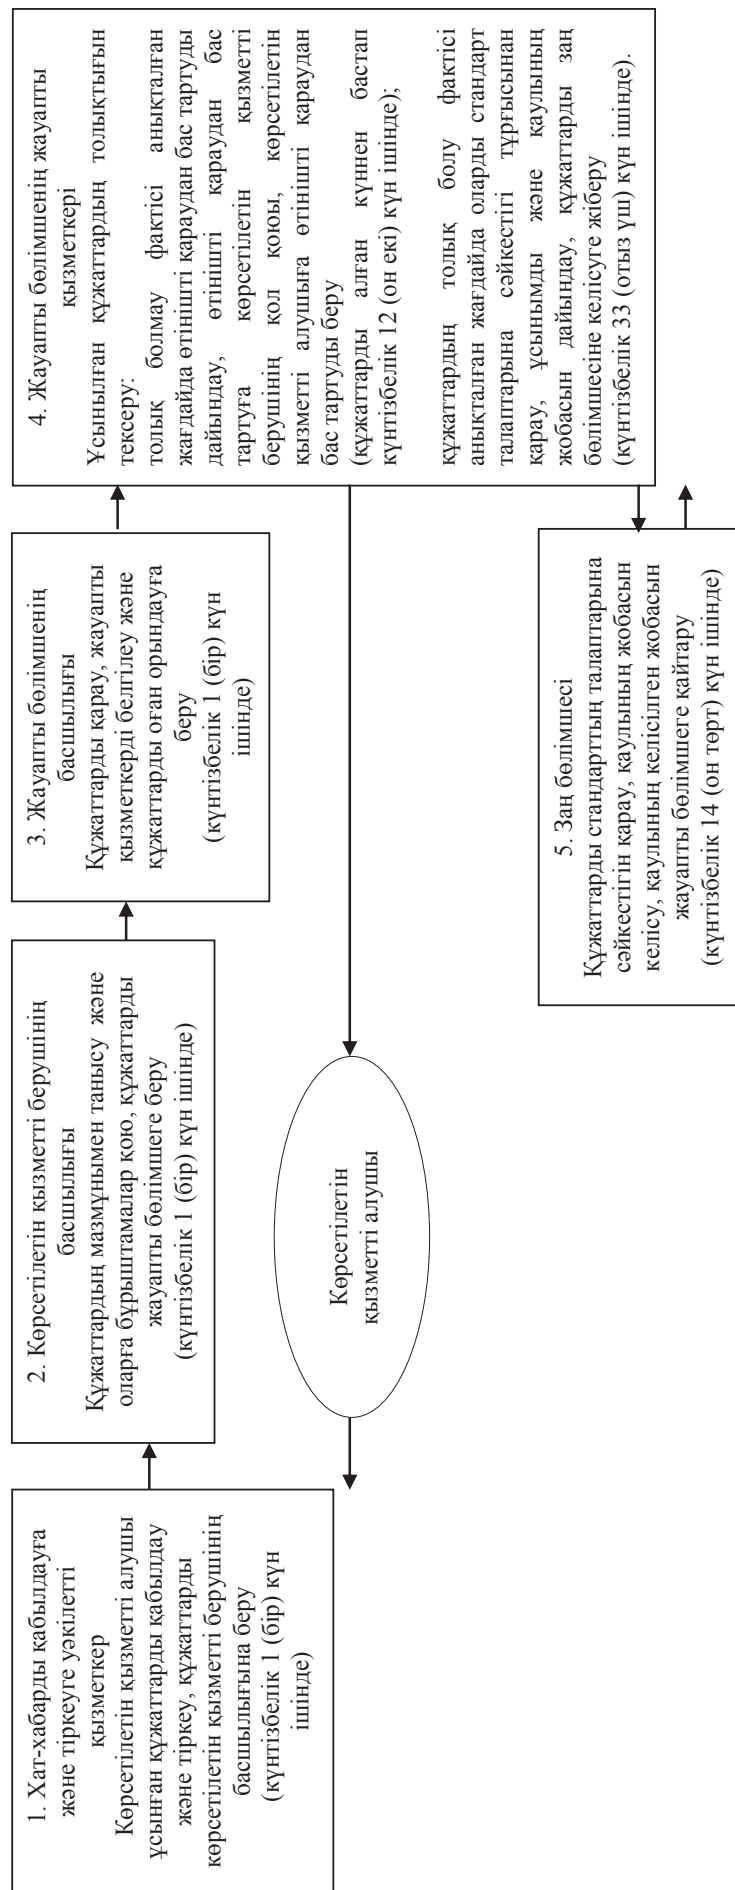 1. Хат-хабарды қабылдауға
және тіркеуге уәкілетті
қызметкер
Көрсетілетін қызметті алушы
ұсынған құжаттарды қабылдау
және тіркеу, құжаттарды
көрсетілетін қызметті берушінің
басшылығына беру
(күнтізбелік 1 (бір) күн
ішінде)
2. Көрсетілетін қызметті берушінің
басшылығы
Құжаттардың мазмұнымен танысу және
оларға бұрыштамалар қою, құжаттарды
жауапты бөлімшеге беру
(күнтізбелік 1 (бір) күн ішінде)
3. Жауапты бөлімшенің
басшылығы
Құжаттарды қарау, жауапты
қызметкерді белгілеу және
құжаттарды оған орындауға
беру
(күнтізбелік 1 (бір) күн
ішінде)
4. Жауапты бөлімшенің жауапты
қызметкері
Ұсынылған құжаттардың толықтығын
тексеру:
толық болмау фактісі анықталған
жағдайда өтінішті қараудан бас тартуды
дайындау, өтінішті қараудан бас
тартуға көрсетілетін қызметті
берушінің қол қоюы, көрсетілетін
қызметті алушыға өтінішті қараудан
бас тартуды беру
(құжаттарды алған күннен бастап
күнтізбелік 12 (он екі) күн ішінде);
құжаттардың толық болу фактісі
анықталған жағдайда оларды стандарт
талаптарына сәйкестігі тұрғысынан
қарау, ұсынымды және қаулының
жобасын дайындау, құжаттарды заң
бөлімшесіне келісуге жіберу
(күнтізбелік 33 (отыз үш) күн ішінде).
Көрсетілетін
қызметті алушы
5. Заң бөлімшесі
Құжаттарды стандарттың талаптарына
сәйкестігін қарау, қаулының жобасын
келісу, қаулының келісілген жобасын
жауапты бөлімшеге қайтару
(күнтізбелік 14 (он төрт) күн ішінде)